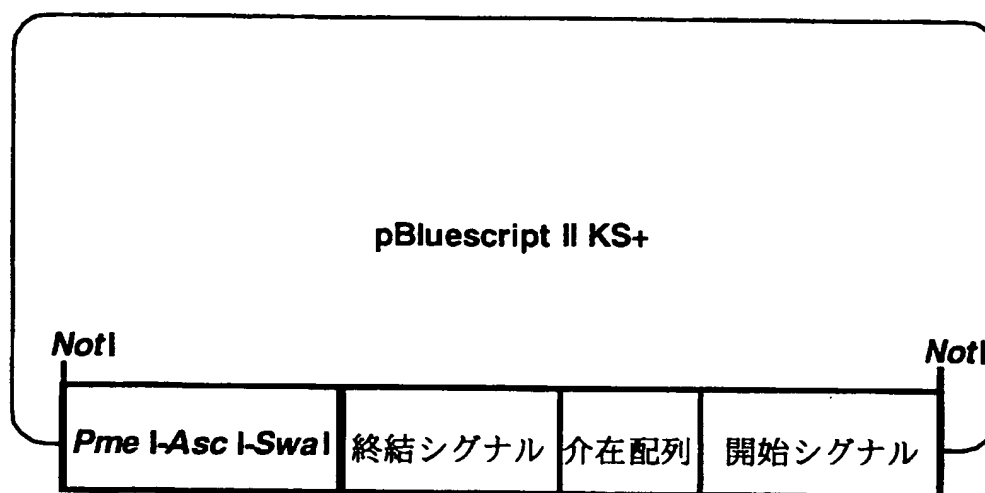 pBluescript II KS+
NotI
NotI
Pme I-Asc I-SwaI
終結シグナル
介在配列
開始シグナル